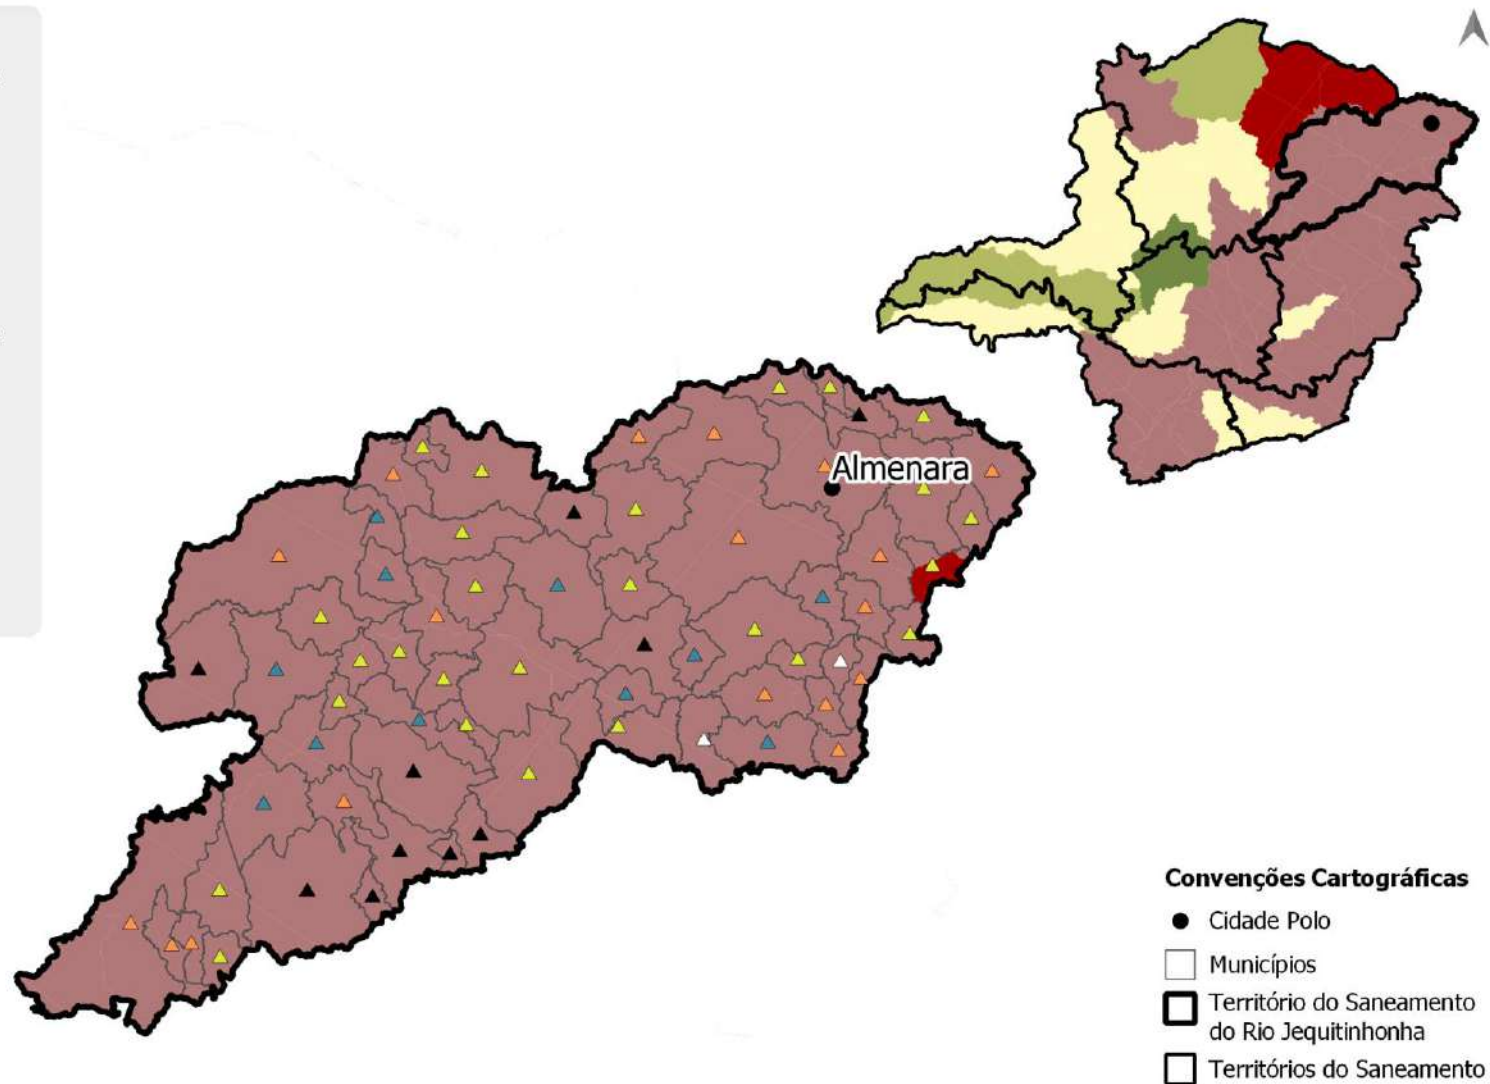 Almenara
Convenções Cartográficas
Cidade Polo
Municípios
Território do Saneamento
do Rio Jequitinhonha
Territórios do Saneamento